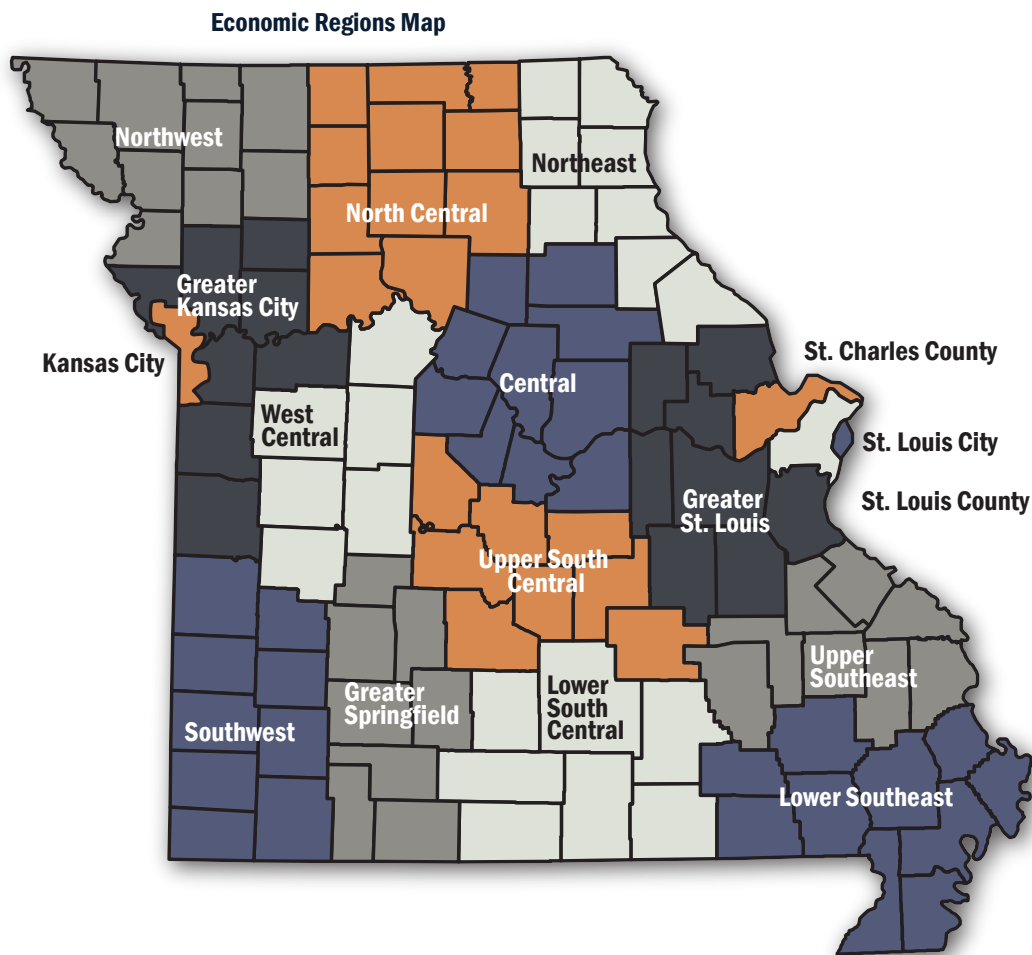 Economic Regions Map
Northwest
Northeast
North Central
Greater
Kansas City
Kansas City
St. Charles County
Central
West
Central
St. Louis City
St. Louis County
Greater
St. Louis
Upper South
Central
Upper
Southeast
Lower
South
Central
Greater
Springfield
Southwest
Lower Southeast